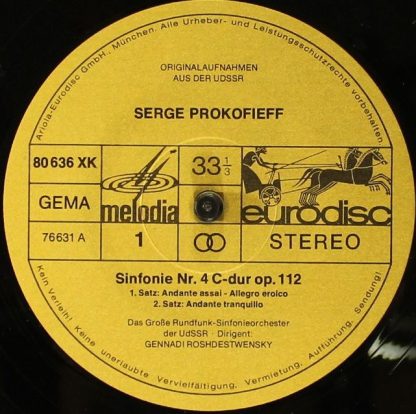 Ariola-Eurodisc GmbH., München. Alle Urheber- und Leistungsschutzrechte vorbehalten.
ORIGINALAUFNAHMEN
AUS DER UDSSR
SERGE PROKOFIEFF
80 636 XK
33 1/3
GEMA
melodia
eurodisc
76631 A
1
STEREO
Sinfonie Nr. 4 C-dur op. 112
1. Satz: Andante assai - Allegro eroico
2. Satz: Andante tranquillo
Das Große Rundfunk-Sinfonieorchester
der UdSSR · Dirigent:
GENNADI ROSHDESTWENSKY
Kein Verleih! Keine unerlaubte Vervielfältigung, Vermietung, Aufführung, Sendung!